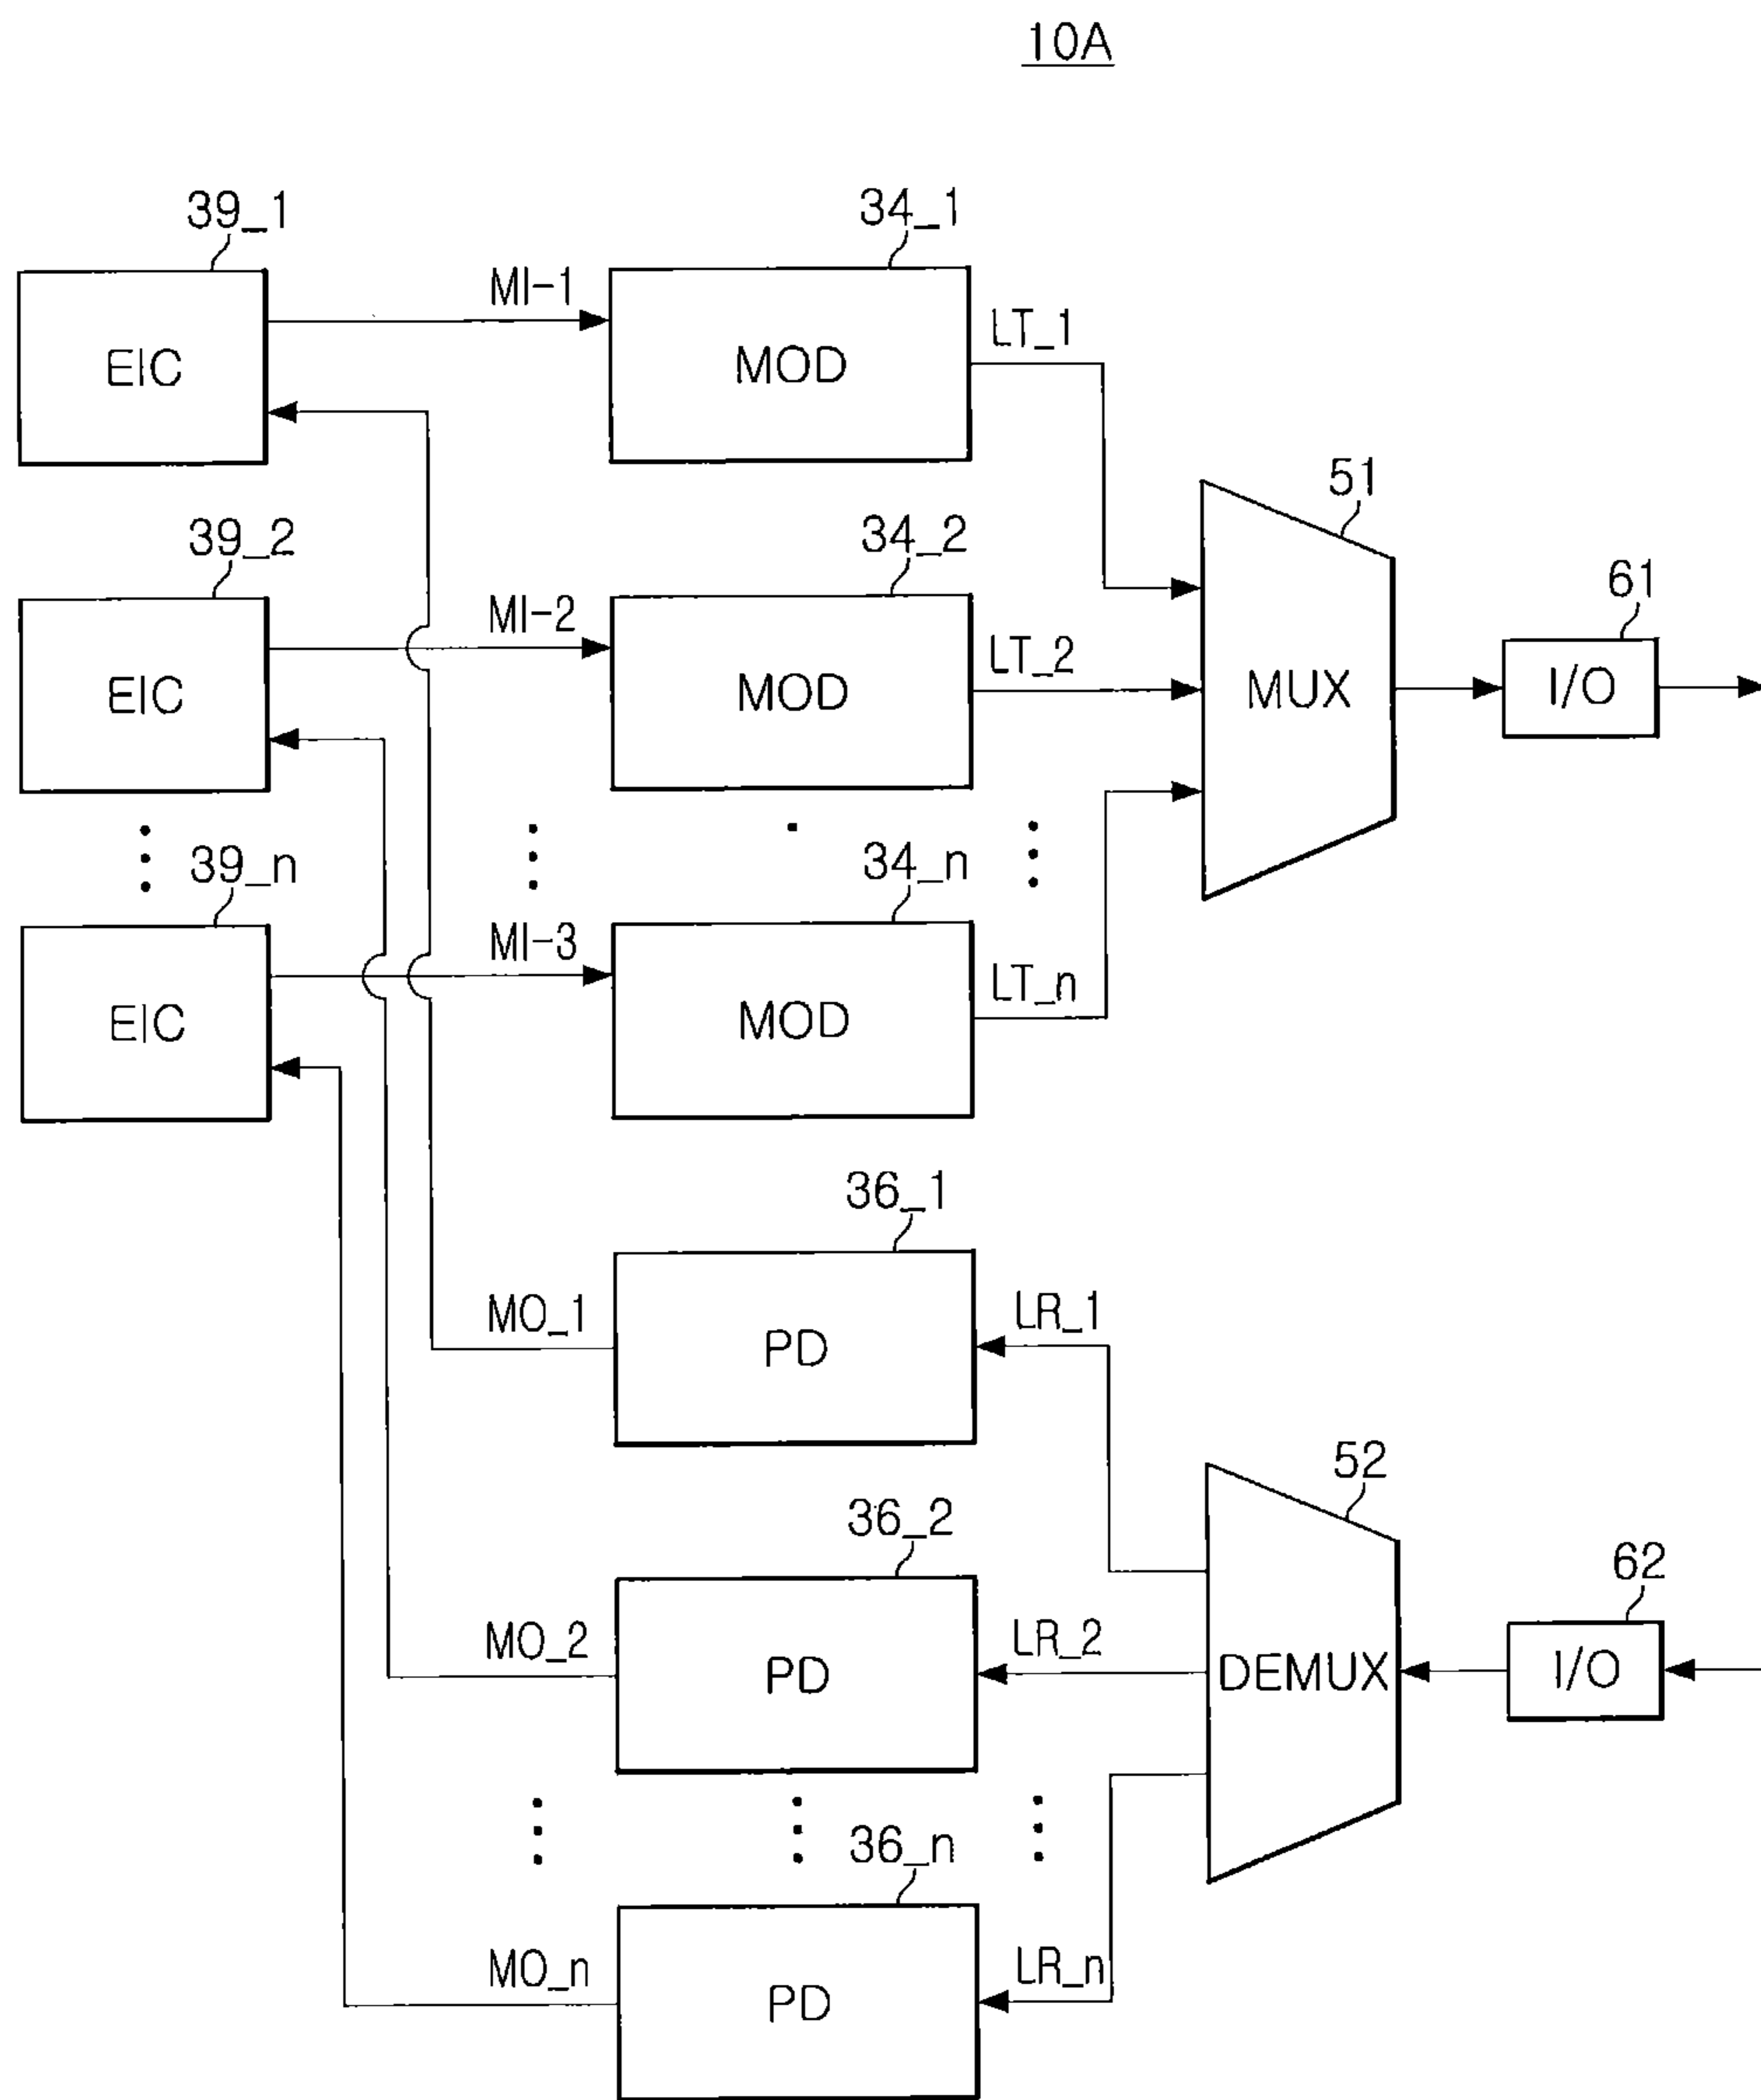 10A
39_1
34_1
MI-1
LT_1
EIC
MOD
51
39_2
34_2
61
MI-2
LT_2
EIC
MOD
MUX
I/O
39_n
34_n
MI-3
LT_n
EIC
MOD
36_1
MO_1
LR_1
PD
52
36_2
62
MO_2
LR_2
PD
DEMUX
I/O
36_n
MO_n
LR_n
PD